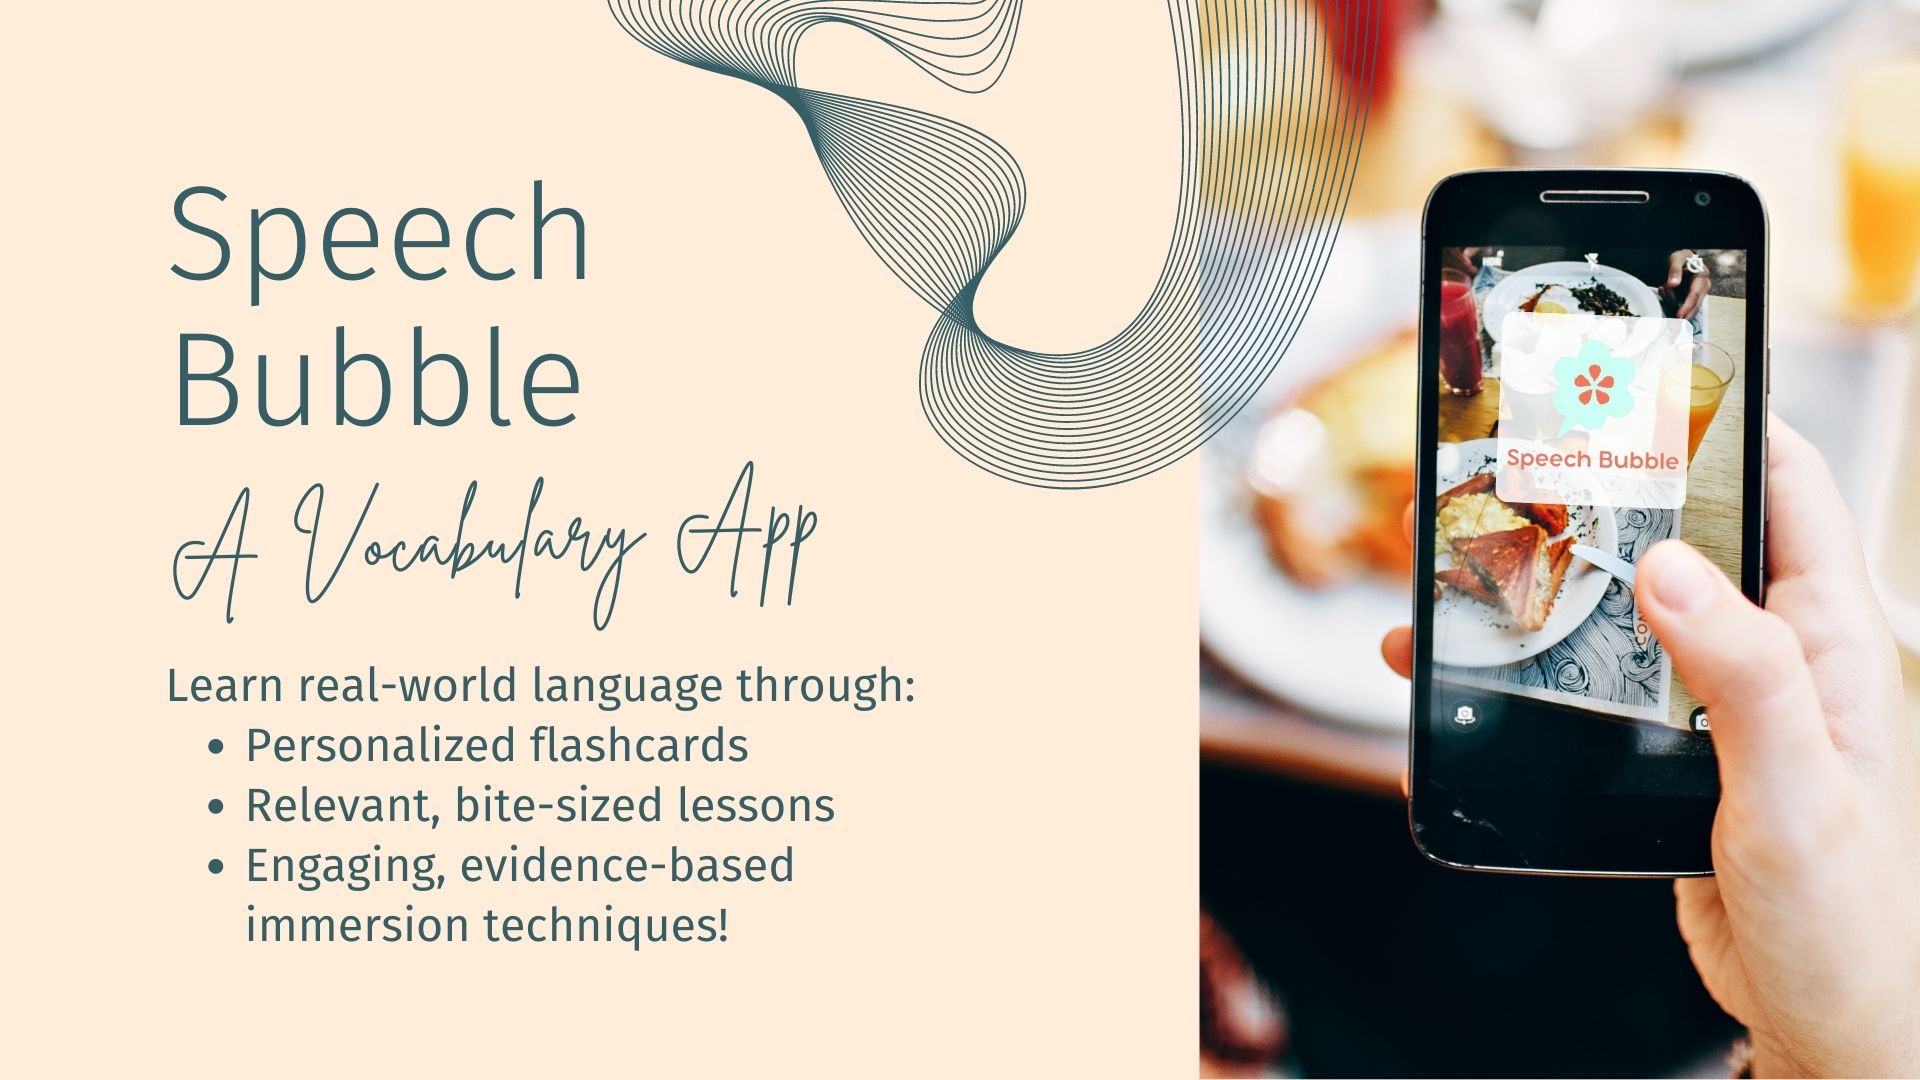 Speech
Bubble
A Vocabulary App
Learn real-world language through:
• Personalized flashcards
• Relevant, bite-sized lessons
• Engaging, evidence-based
immersion techniques!
Speech Bubble